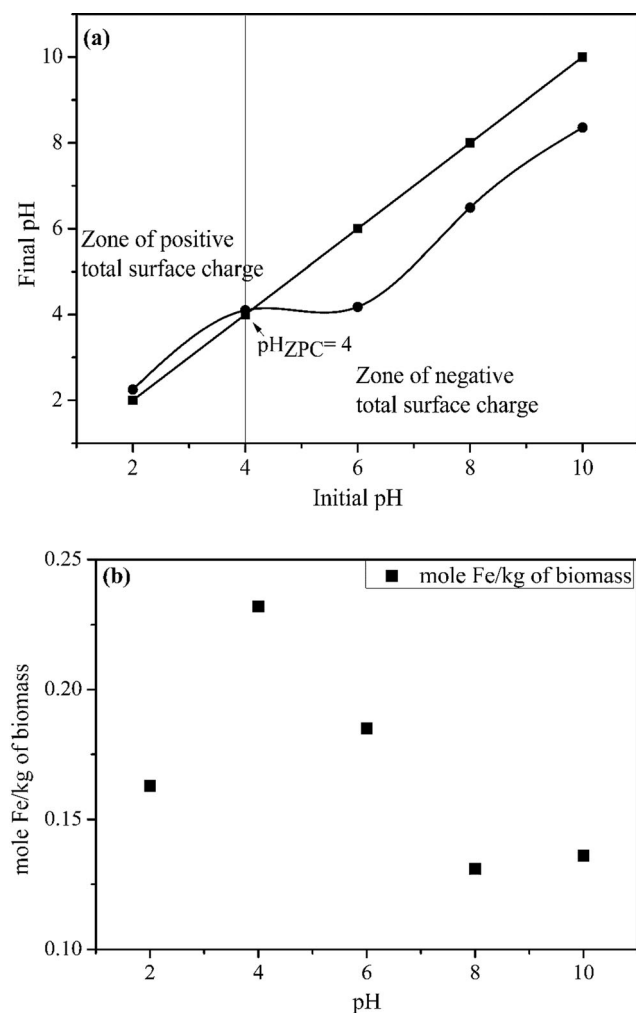 (a)
10
8
6
4
2
Final pH
Zone of positive
total surface charge
pHZPC= 4
Zone of negative
total surface charge
2 4 6 8 10
Initial pH
(b)
mole Fe/kg of biomass
0.25
0.20
0.15
0.10
mole Fe/kg of biomass
2 4 6 8 10
pH